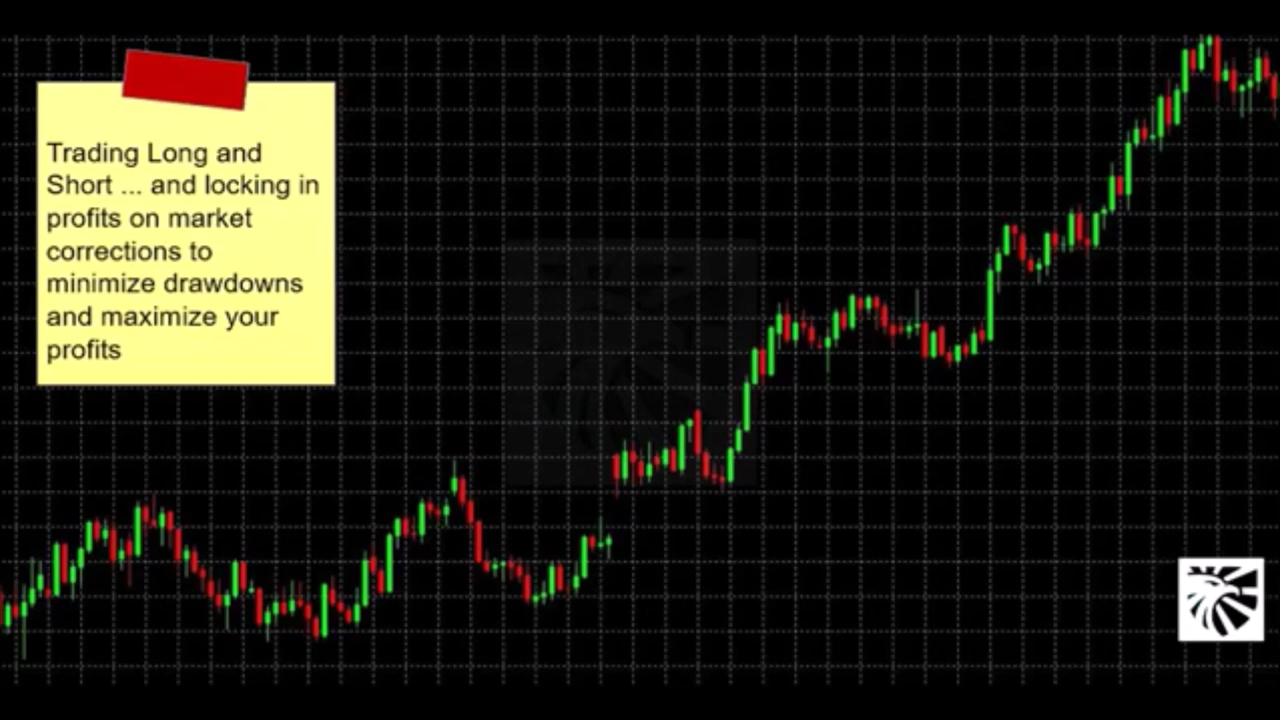 Trading Long and
Short ... and locking in
profits on market
corrections to
minimize drawdowns
and maximize your
profits